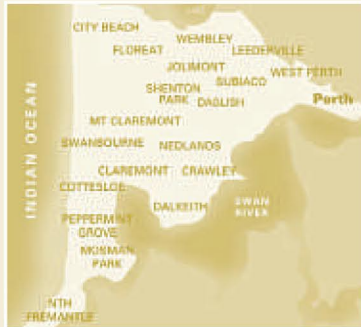 CITY BEACH
WEMBLEY
FLOREAT
LEEDERVILLE
JOLIMONT
WEST PERTH
SUBIACO
SHENTON
PARK
DAGLISH
Perth
MT CLAREMONT
SWANBOURNE
NEDLANDS
INDIAN OCEAN
CLAREMONT
CRAWLEY
COTTESLOE
DALKEITH
SWAN
RIVER
PEPPERMINT
GROVE
MOSMAN
PARK
NTH
FREMANTLE